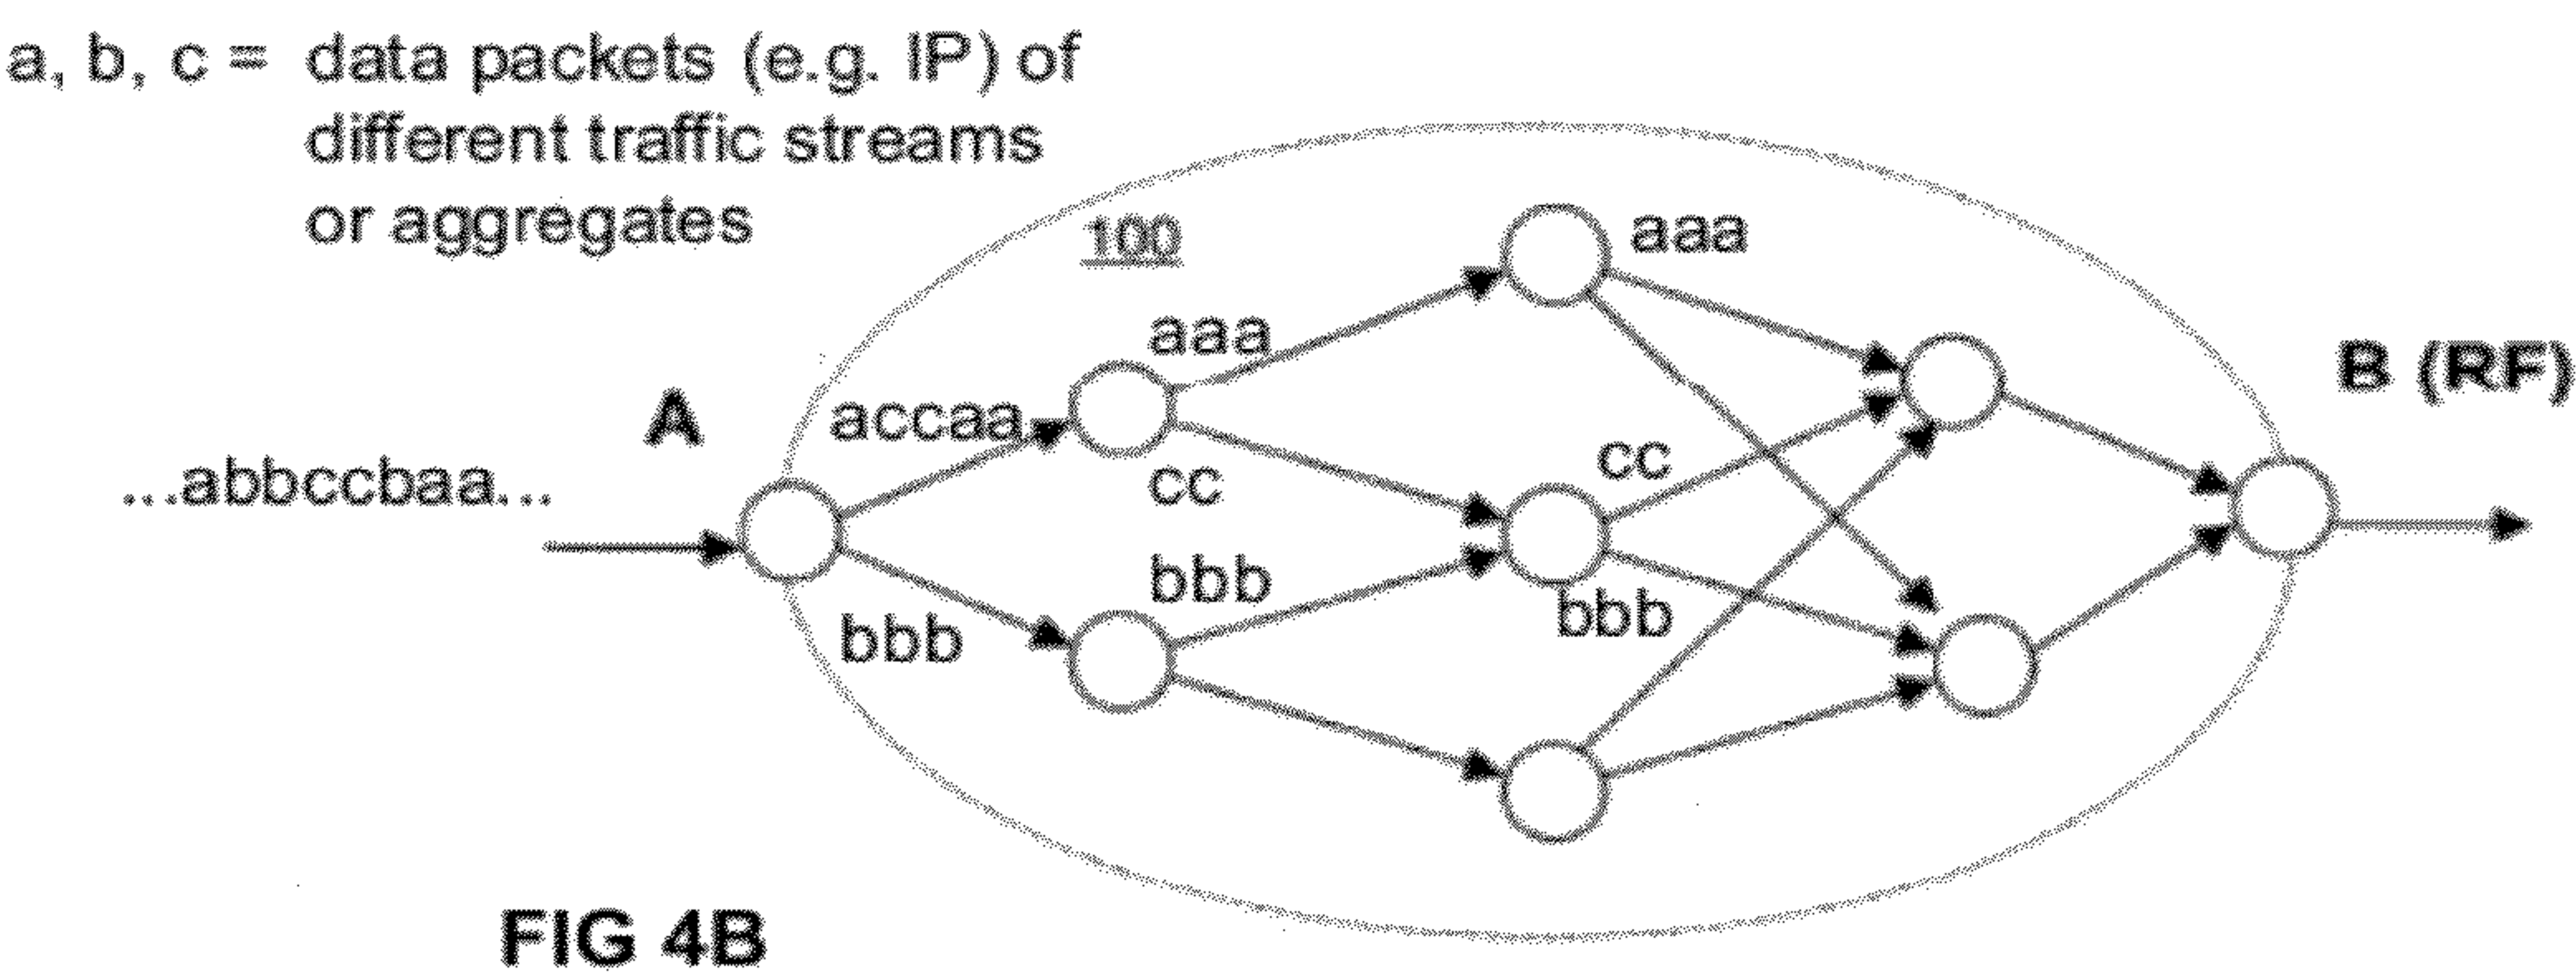 a, b, c = data packets (e.g. IP) of
different traffic streams
or aggregates
100
aaa
aaa
B (RF)
A
accaa
...abbccbaa...
cc
cc
bbb
bbb
bbb
FIG 4B